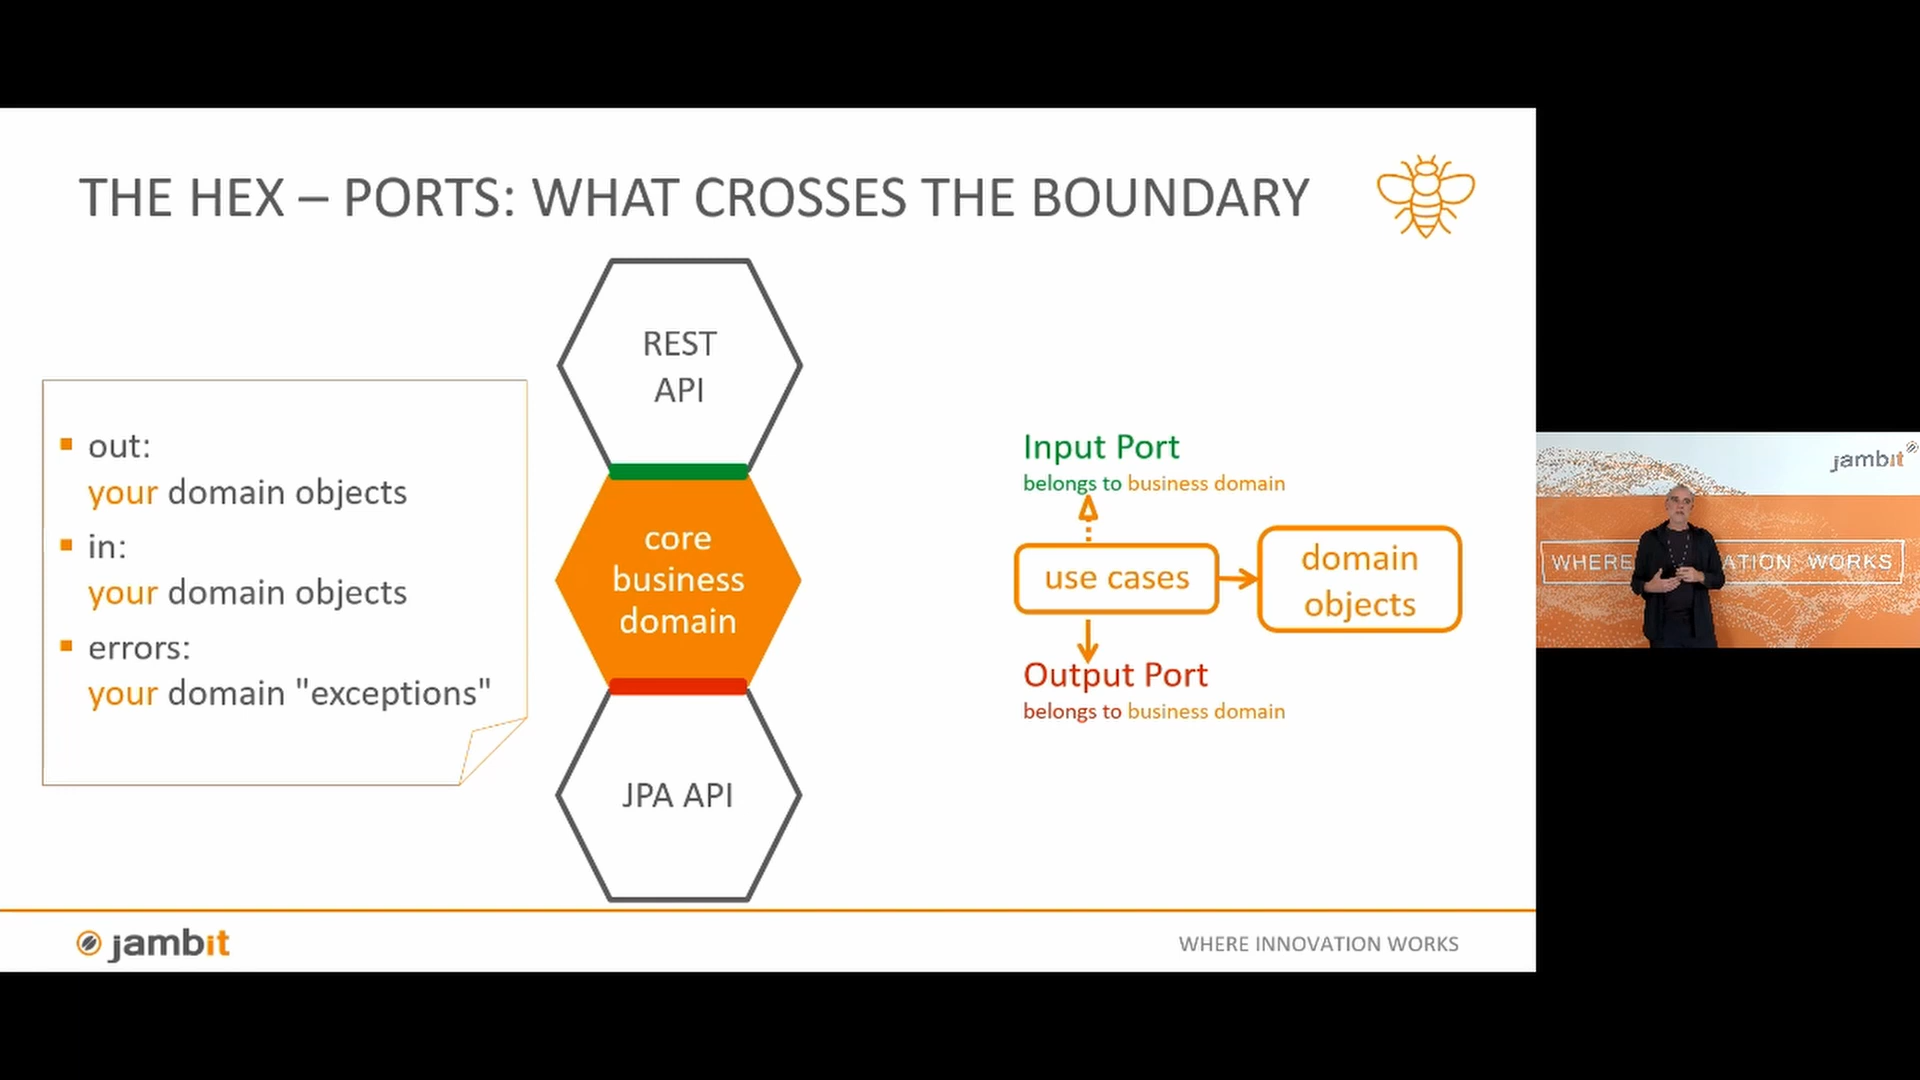 THE HEX – PORTS: WHAT CROSSES THE BOUNDARY
out:
your domain objects
in:
your domain objects
errors:
your domain "exceptions"
REST
API
core
business
domain
JPA API
Input Port
belongs to business domain
use cases
domain
objects
Output Port
belongs to business domain
jambit
WHERE INNOVATION WORKS
jambit
WHERE
ATION WORKS